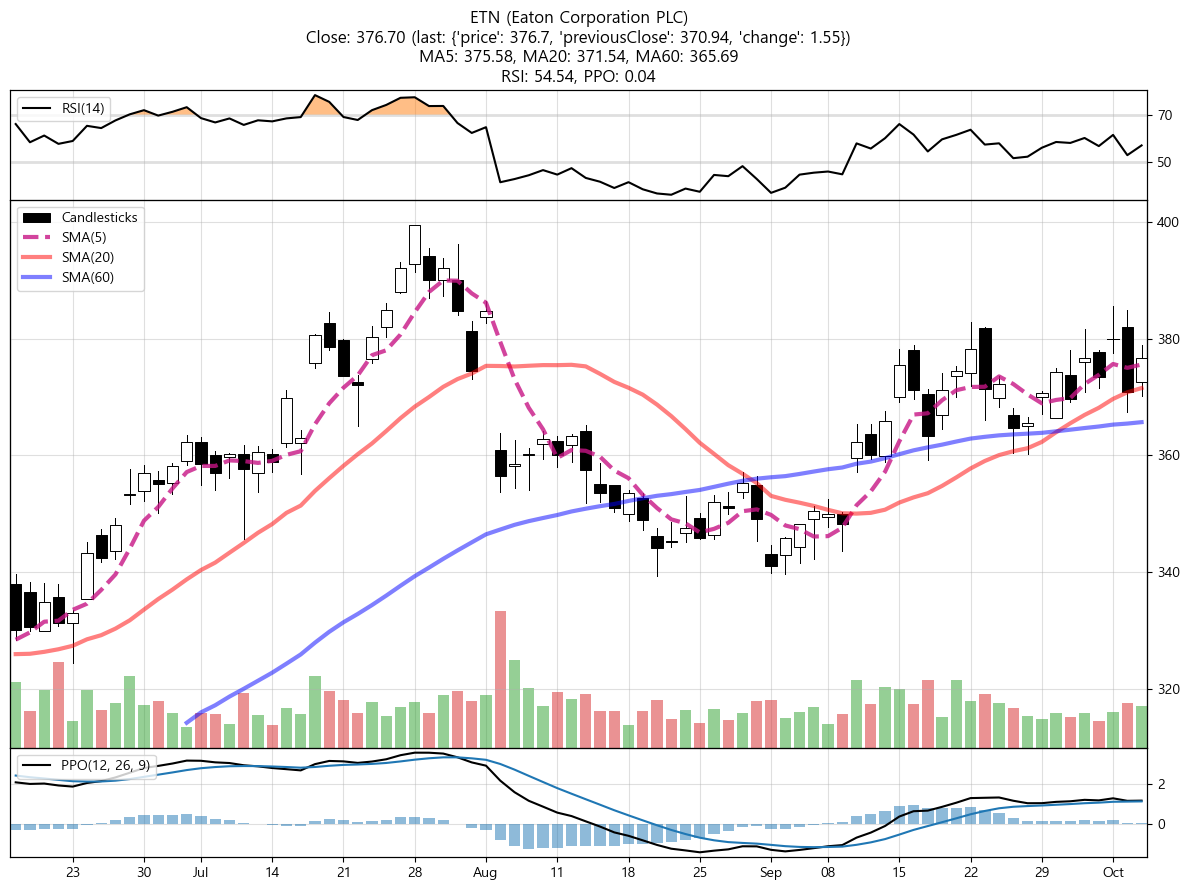 ETN (Eaton Corporation PLC)
Close: 376.70 (last: {'price': 376.7, 'previousClose': 370.94, 'change': 1.55})
MA5: 375.58, MA20: 371.54, MA60: 365.69
RSI: 54.54, PPO: 0.04
RSI(14)
70
50
Candlesticks
SMA(5)
SMA(20)
SMA(60)
400
380
360
340
320
PPO(12, 26, 9)
2
0
23 30 Jul 14 21 28 Aug 11 18 25 Sep 08 15 22 29 Oct